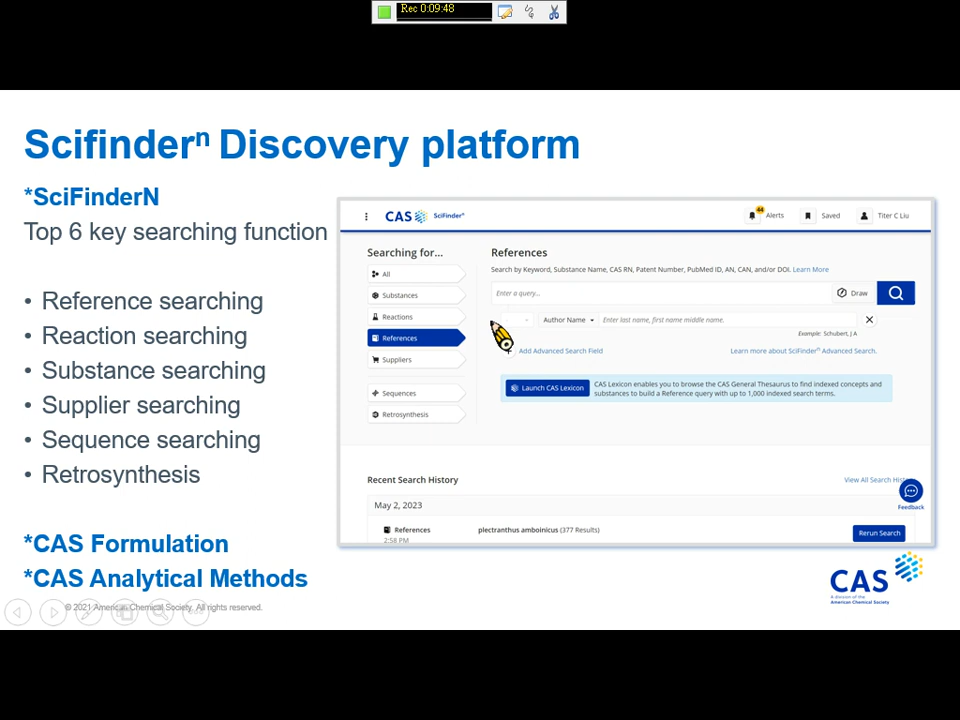 Rec 0:09:48
Scifinderⁿ Discovery platform
*SciFinderN
Top 6 key searching function
• Reference searching
• Reaction searching
• Substance searching
• Supplier searching
• Sequence searching
• Retrosynthesis
*CAS Formulation
*CAS Analytical Methods
© 2021 American Chemical Society. All rights reserved.
CAS SciFinderⁿ
44
Alerts
Saved
Titer C Liu
Searching for...
All
Substances
Reactions
References
Suppliers
Sequences
Retrosynthesis
References
Search by Keyword, Substance Name, CAS RN, Patent Number, PubMed ID, AN, CAN, and/or DOI. Learn More
Enter a query...
Draw
Author Name
Enter last name, first name middle name.
Example: Schubert, J A
Add Advanced Search Field
Learn more about SciFinderⁿ Advanced Search.
Launch CAS Lexicon
CAS Lexicon enables you to browse the CAS General Thesaurus to find indexed concepts and
substances to build a Reference query with up to 1,000 indexed search terms.
Recent Search History
View All Search
Feedback
May 2, 2023
References
2:58 PM
plectranthus amboinicus (377 Results)
Rerun Search
CAS
A division of the
American Chemical Society